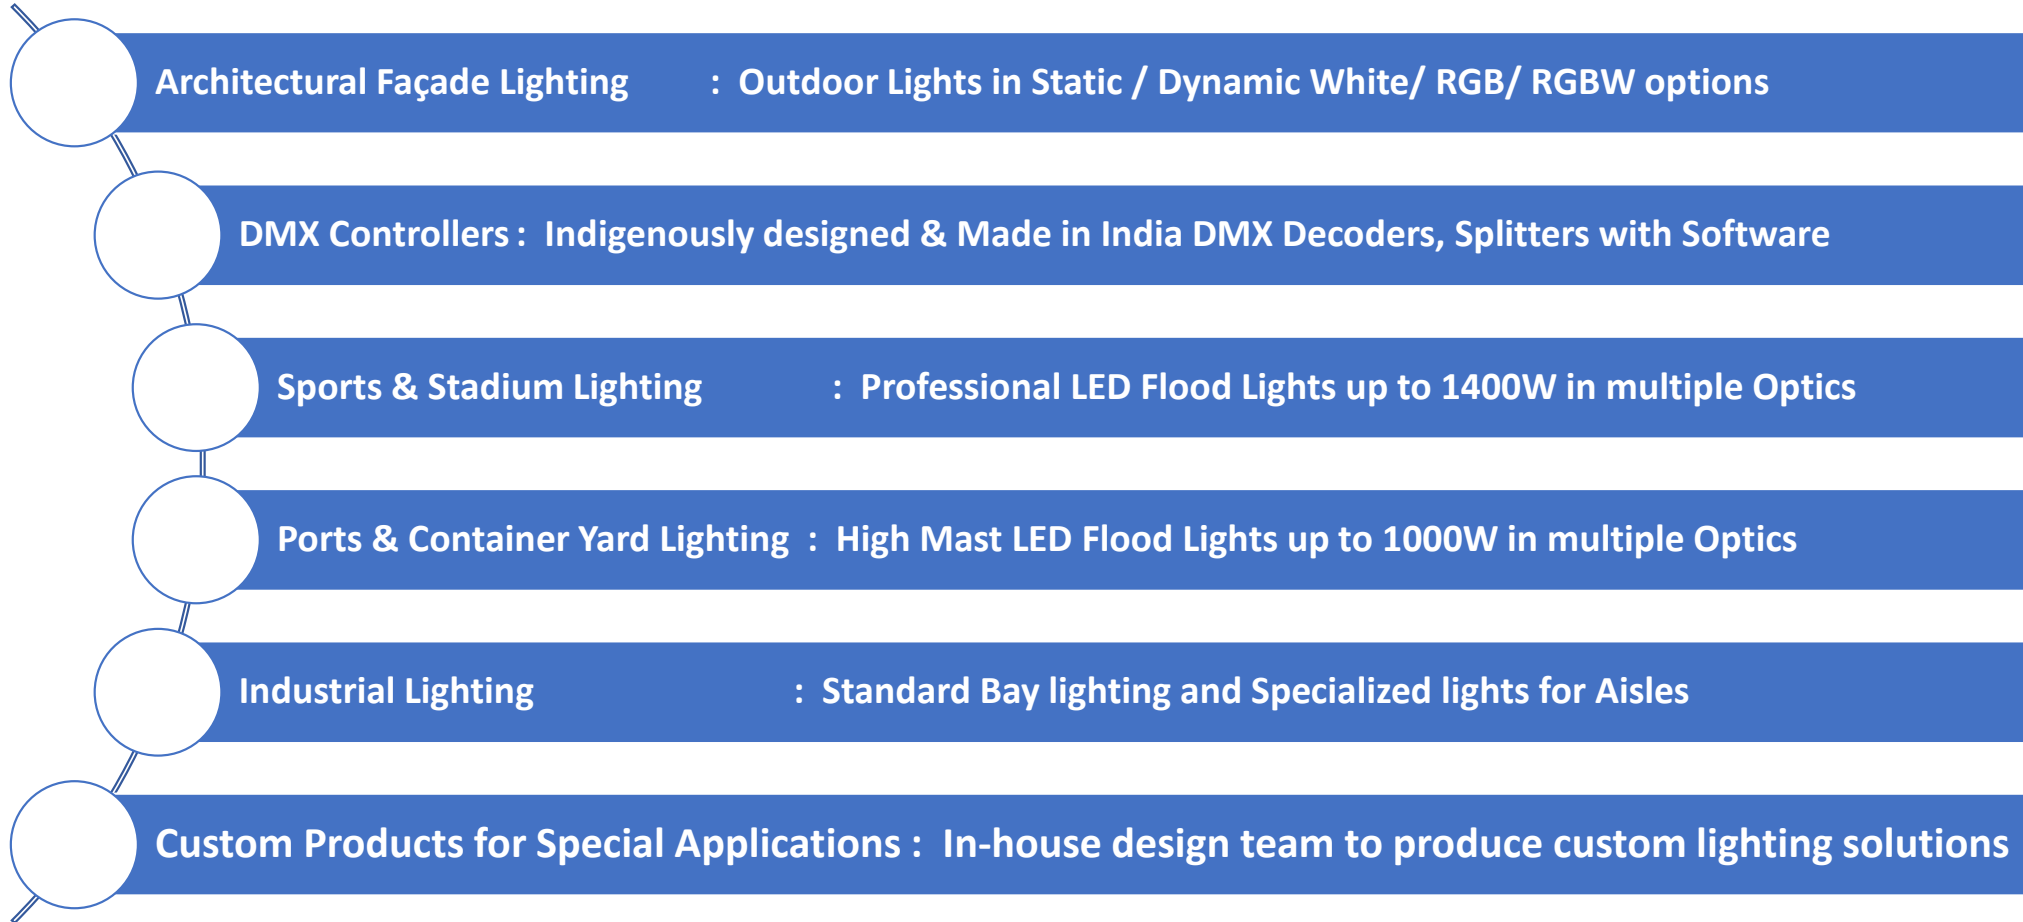 Architectural Façade Lighting : Outdoor Lights in Static / Dynamic White/ RGB/ RGBW options
DMX Controllers : Indigenously designed & Made in India DMX Decoders, Splitters with Software
Sports & Stadium Lighting : Professional LED Flood Lights up to 1400W in multiple Optics
Ports & Container Yard Lighting : High Mast LED Flood Lights up to 1000W in multiple Optics
Industrial Lighting : Standard Bay lighting and Specialized lights for Aisles
Custom Products for Special Applications : In-house design team to produce custom lighting solutions